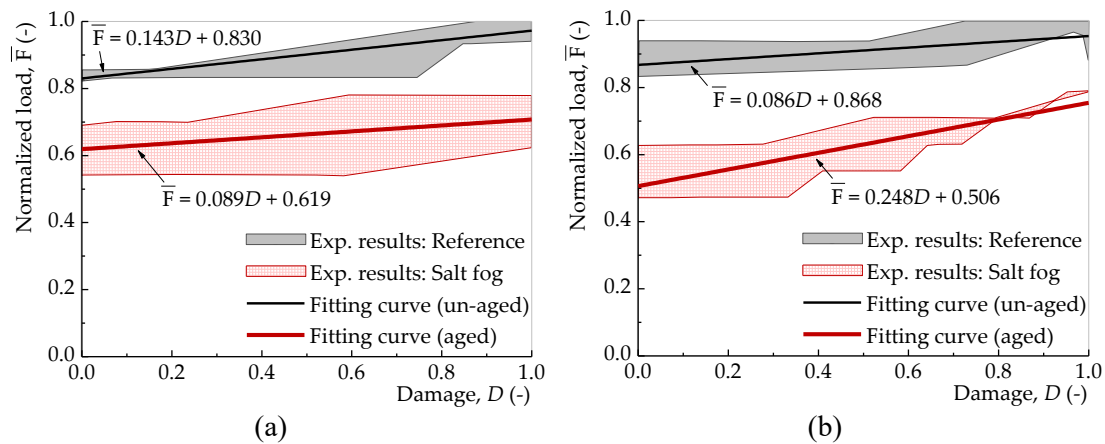 1.0
0.8
0.6
0.4
0.2
0.0
Normalized load, F̅ (-)
F̅ = 0.143D + 0.830
F̅ = 0.089D + 0.619
Exp. results: Reference
Exp. results: Salt fog
Fitting curve (un-aged)
Fitting curve (aged)
0.0 0.2 0.4 0.6 0.8 1.0
Damage, D (-)
(a)
1.0
0.8
0.6
0.4
0.2
0.0
Normalized load, F̅ (-)
F̅ = 0.086D + 0.868
F̅ = 0.248D + 0.506
Exp. results: Reference
Exp. results: Salt fog
Fitting curve (un-aged)
Fitting curve (aged)
0.0 0.2 0.4 0.6 0.8 1.0
Damage, D (-)
(b)